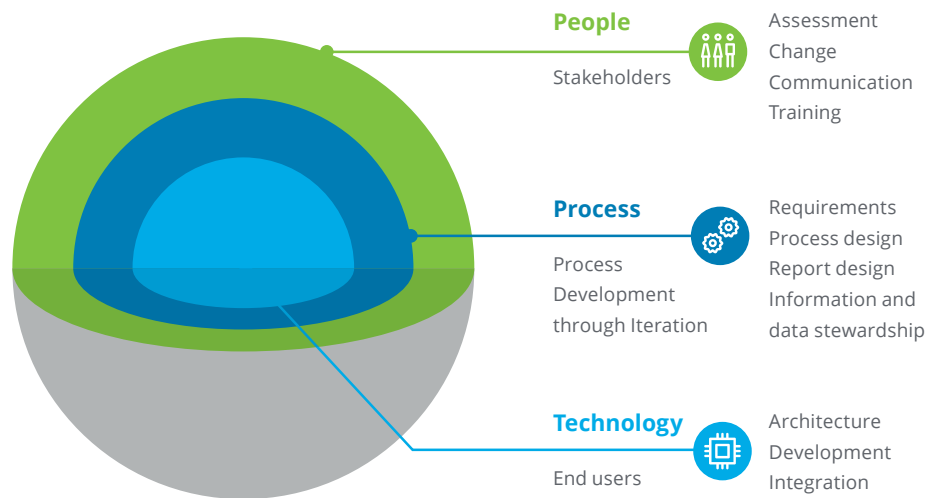 People
Stakeholders
Assessment
Change
Communication
Training
Process
Process
Development
through Iteration
Requirements
Process design
Report design
Information and
data stewardship
Technology
End users
Architecture
Development
Integration